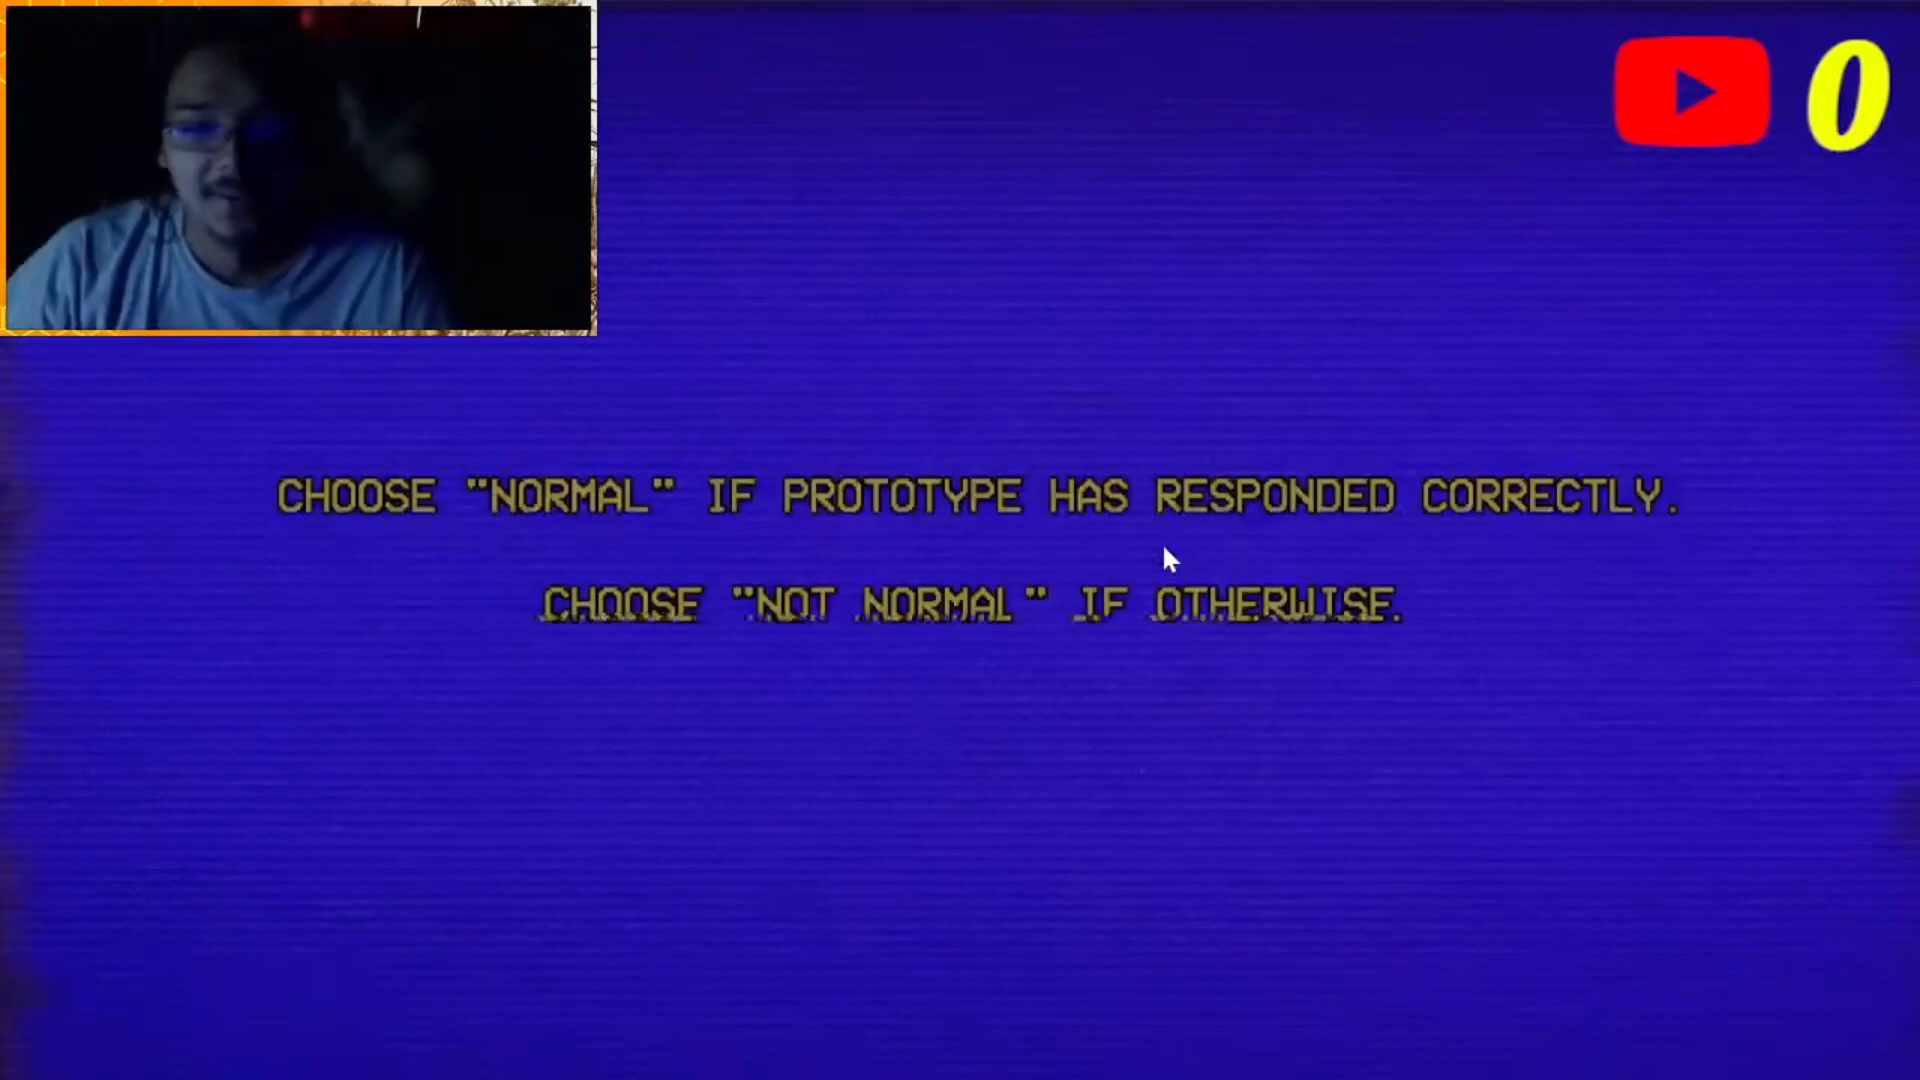 0
CHOOSE "NORMAL" IF PROTOTYPE HAS RESPONDED CORRECTLY.
CHOOSE "NOT NORMAL" IF OTHERWISE.